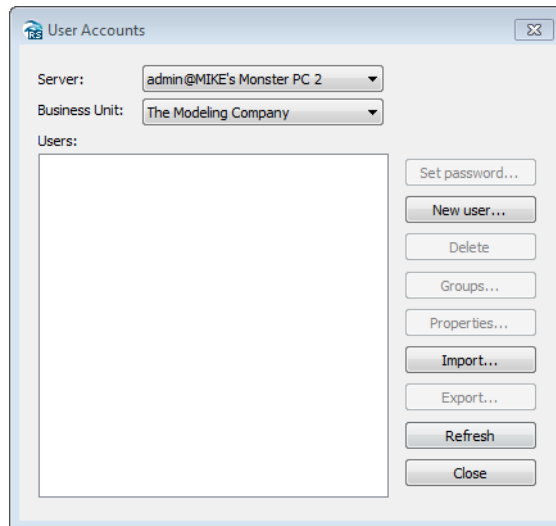 RS User Accounts
Server: admin@MIKE's Monster PC 2
Business Unit: The Modeling Company
Users:
Set password...
New user...
Delete
Groups...
Properties...
Import...
Export...
Refresh
Close